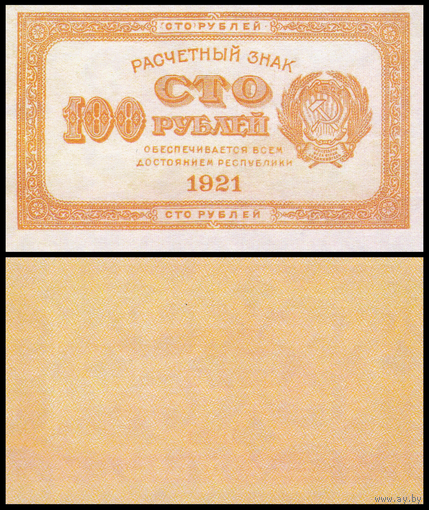 СТО РУБЛЕЙ
РАСЧЕТНЫЙ ЗНАК
СТО
100 РУБЛЕЙ
ОБЕСПЕЧИВАЕТСЯ ВСЕМ
ДОСТОЯНИЕМ РЕСПУБЛИКИ
1921
СТО РУБЛЕЙ
www.ay.by